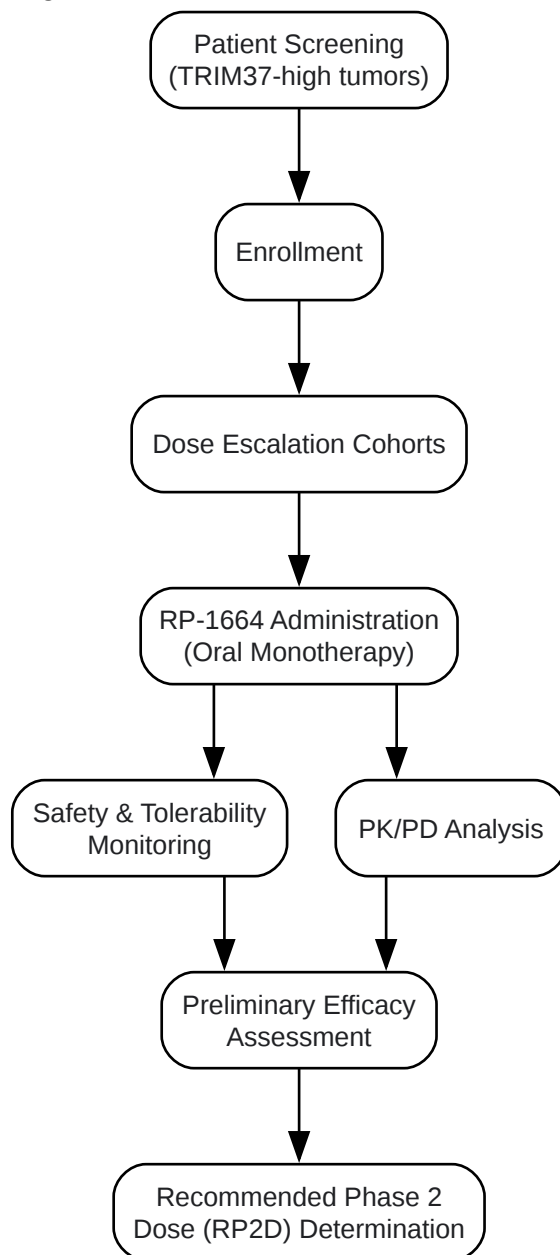 Patient Screening
(TRIM37-high tumors)
Enrollment
Dose Escalation Cohorts
RP-1664 Administration
(Oral Monotherapy)
Safety & Tolerability
Monitoring
PK/PD Analysis
Preliminary Efficacy
Assessment
Recommended Phase 2
Dose (RP2D) Determination